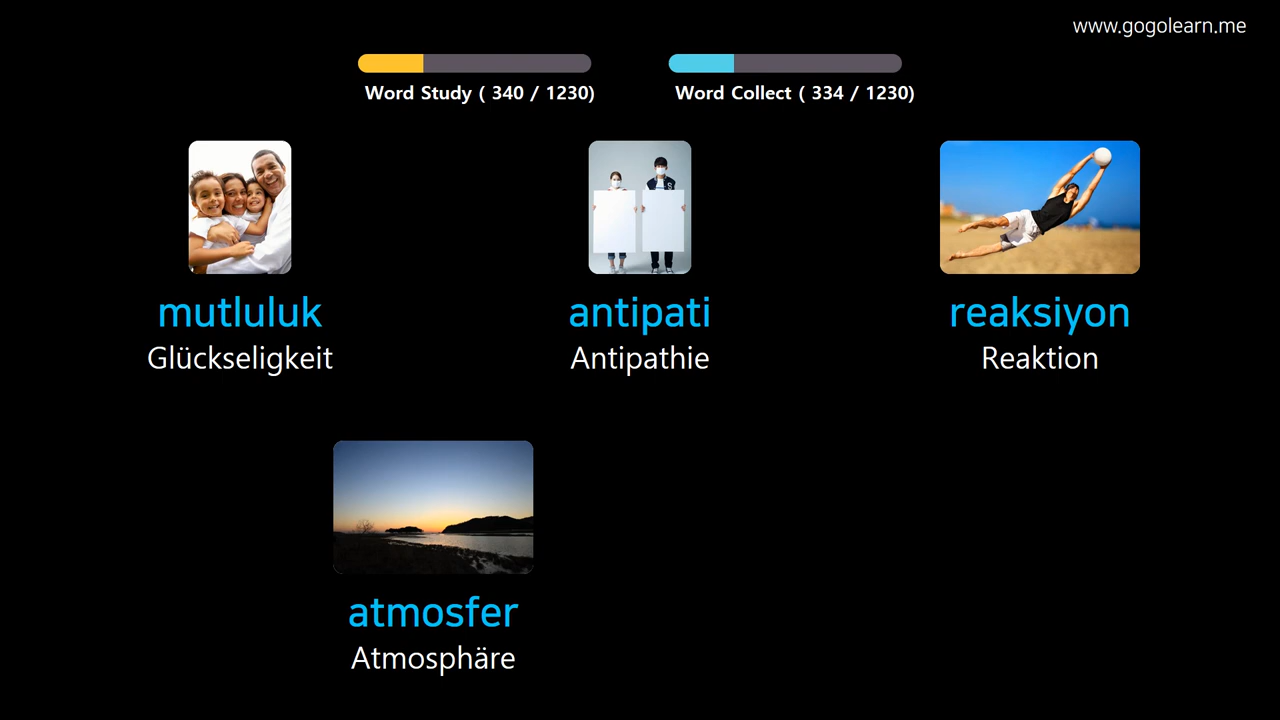 www.gogolearn.me
Word Study ( 340 / 1230)
Word Collect ( 334 / 1230)
mutluluk
Glückseligkeit
antipati
Antipathie
reaksiyon
Reaktion
atmosfer
Atmosphäre